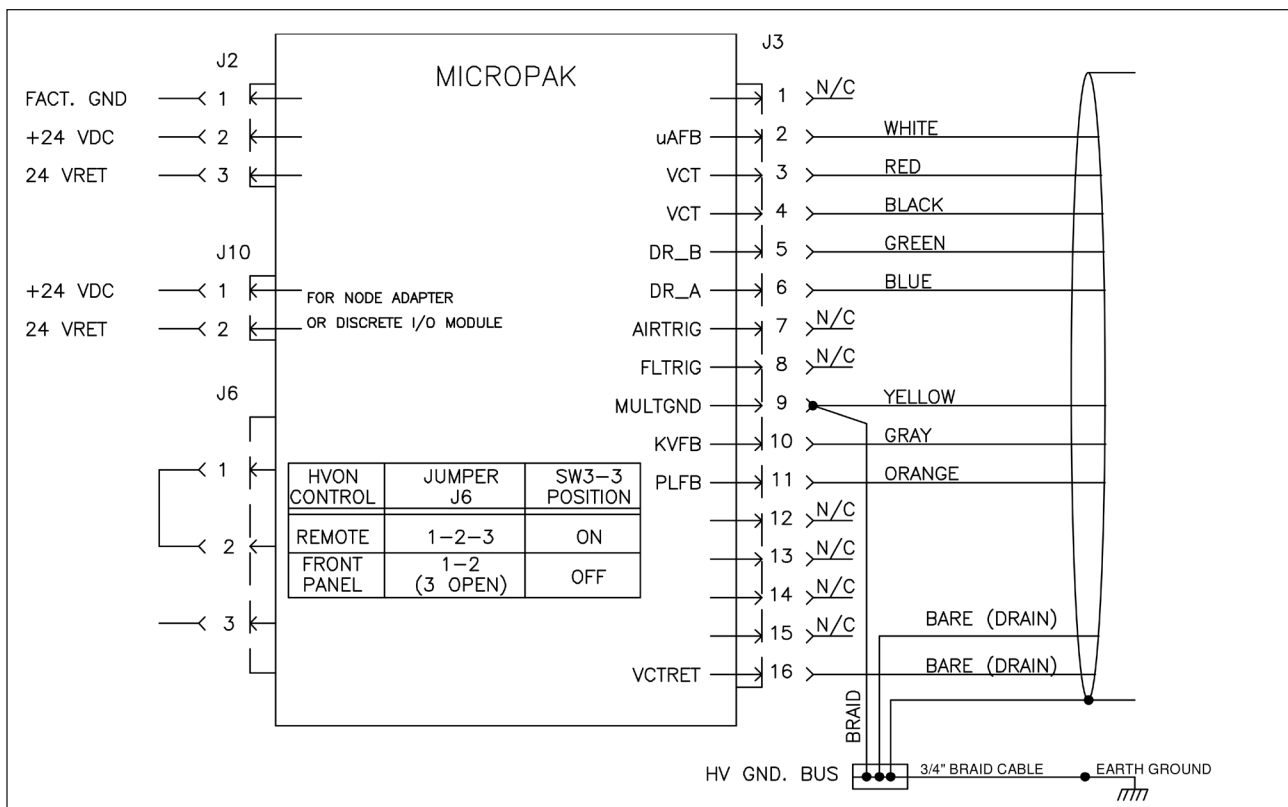 MICROPAK
J2
FACT. GND 1
+24 VDC 2
24 VRET 3
J10
+24 VDC 1
24 VRET 2
FOR NODE ADAPTER
OR DISCRETE I/O MODULE
J6
1
2
3
HVON CONTROL JUMPER J6 SW3-3 POSITION
REMOTE 1-2-3 ON
FRONT PANEL 1-2 (3 OPEN) OFF
J3
1 N/C
uAFB 2 WHITE
VCT 3 RED
VCT 4 BLACK
DR_B 5 GREEN
DR_A 6 BLUE
AIRTRIG 7 N/C
FLTRIG 8 N/C
MULTGND 9 YELLOW
KVFB 10 GRAY
PLFB 11 ORANGE
12 N/C
13 N/C
14 N/C
15 N/C
BARE (DRAIN)
VCTRET 16 BARE (DRAIN)
BRAID
HV GND. BUS 3/4" BRAID CABLE EARTH GROUND